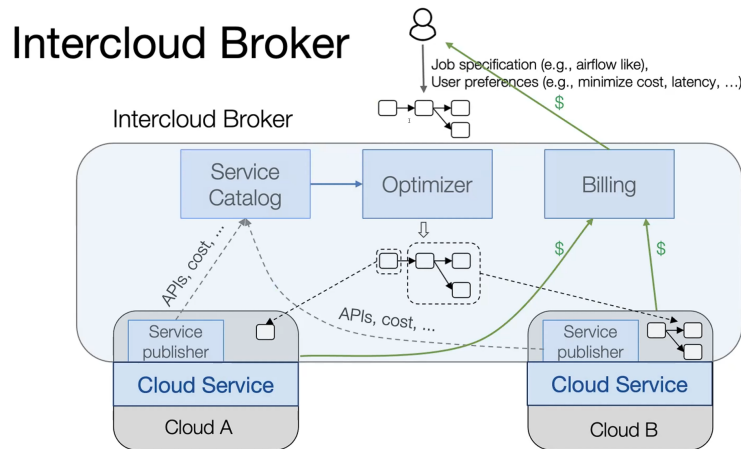 Intercloud Broker
Job specification (e.g., airflow like),
User preferences (e.g., minimize cost, latency, …)
$
Intercloud Broker
Service
Catalog
Optimizer
Billing
$
$
APIs, cost, …
APIs, cost, …
Service
publisher
Service
publisher
Cloud Service
Cloud Service
Cloud A
Cloud B